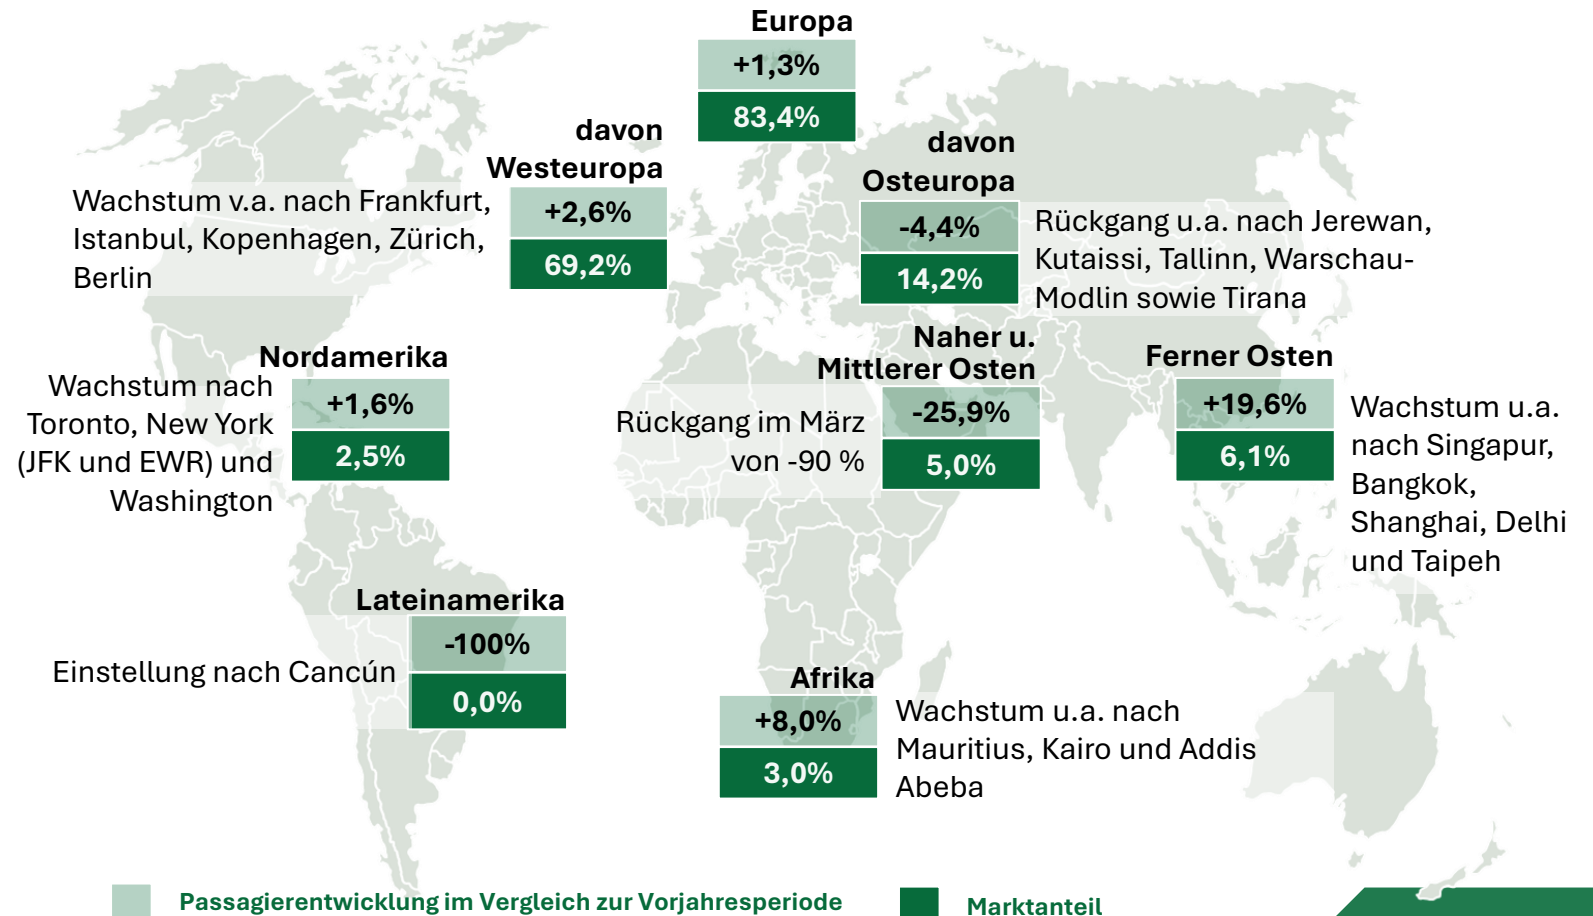 Europa
+1,3%
83,4%
davon
Westeuropa
+2,6%
69,2%
Wachstum v.a. nach Frankfurt,
Istanbul, Kopenhagen, Zürich,
Berlin
davon
Osteuropa
-4,4%
14,2%
Rückgang u.a. nach Jerewan,
Kutaissi, Tallinn, Warschau-
Modlin sowie Tirana
Nordamerika
+1,6%
2,5%
Wachstum nach
Toronto, New York
(JFK und EWR) und
Washington
Naher u.
Mittlerer Osten
-25,9%
5,0%
Rückgang im März
von -90 %
Ferner Osten
+19,6%
6,1%
Wachstum u.a.
nach Singapur,
Bangkok,
Shanghai, Delhi
und Taipeh
Lateinamerika
-100%
0,0%
Einstellung nach Cancún
Afrika
+8,0%
3,0%
Wachstum u.a. nach
Mauritius, Kairo und Addis
Abeba
Passagierentwicklung im Vergleich zur Vorjahresperiode
Marktanteil